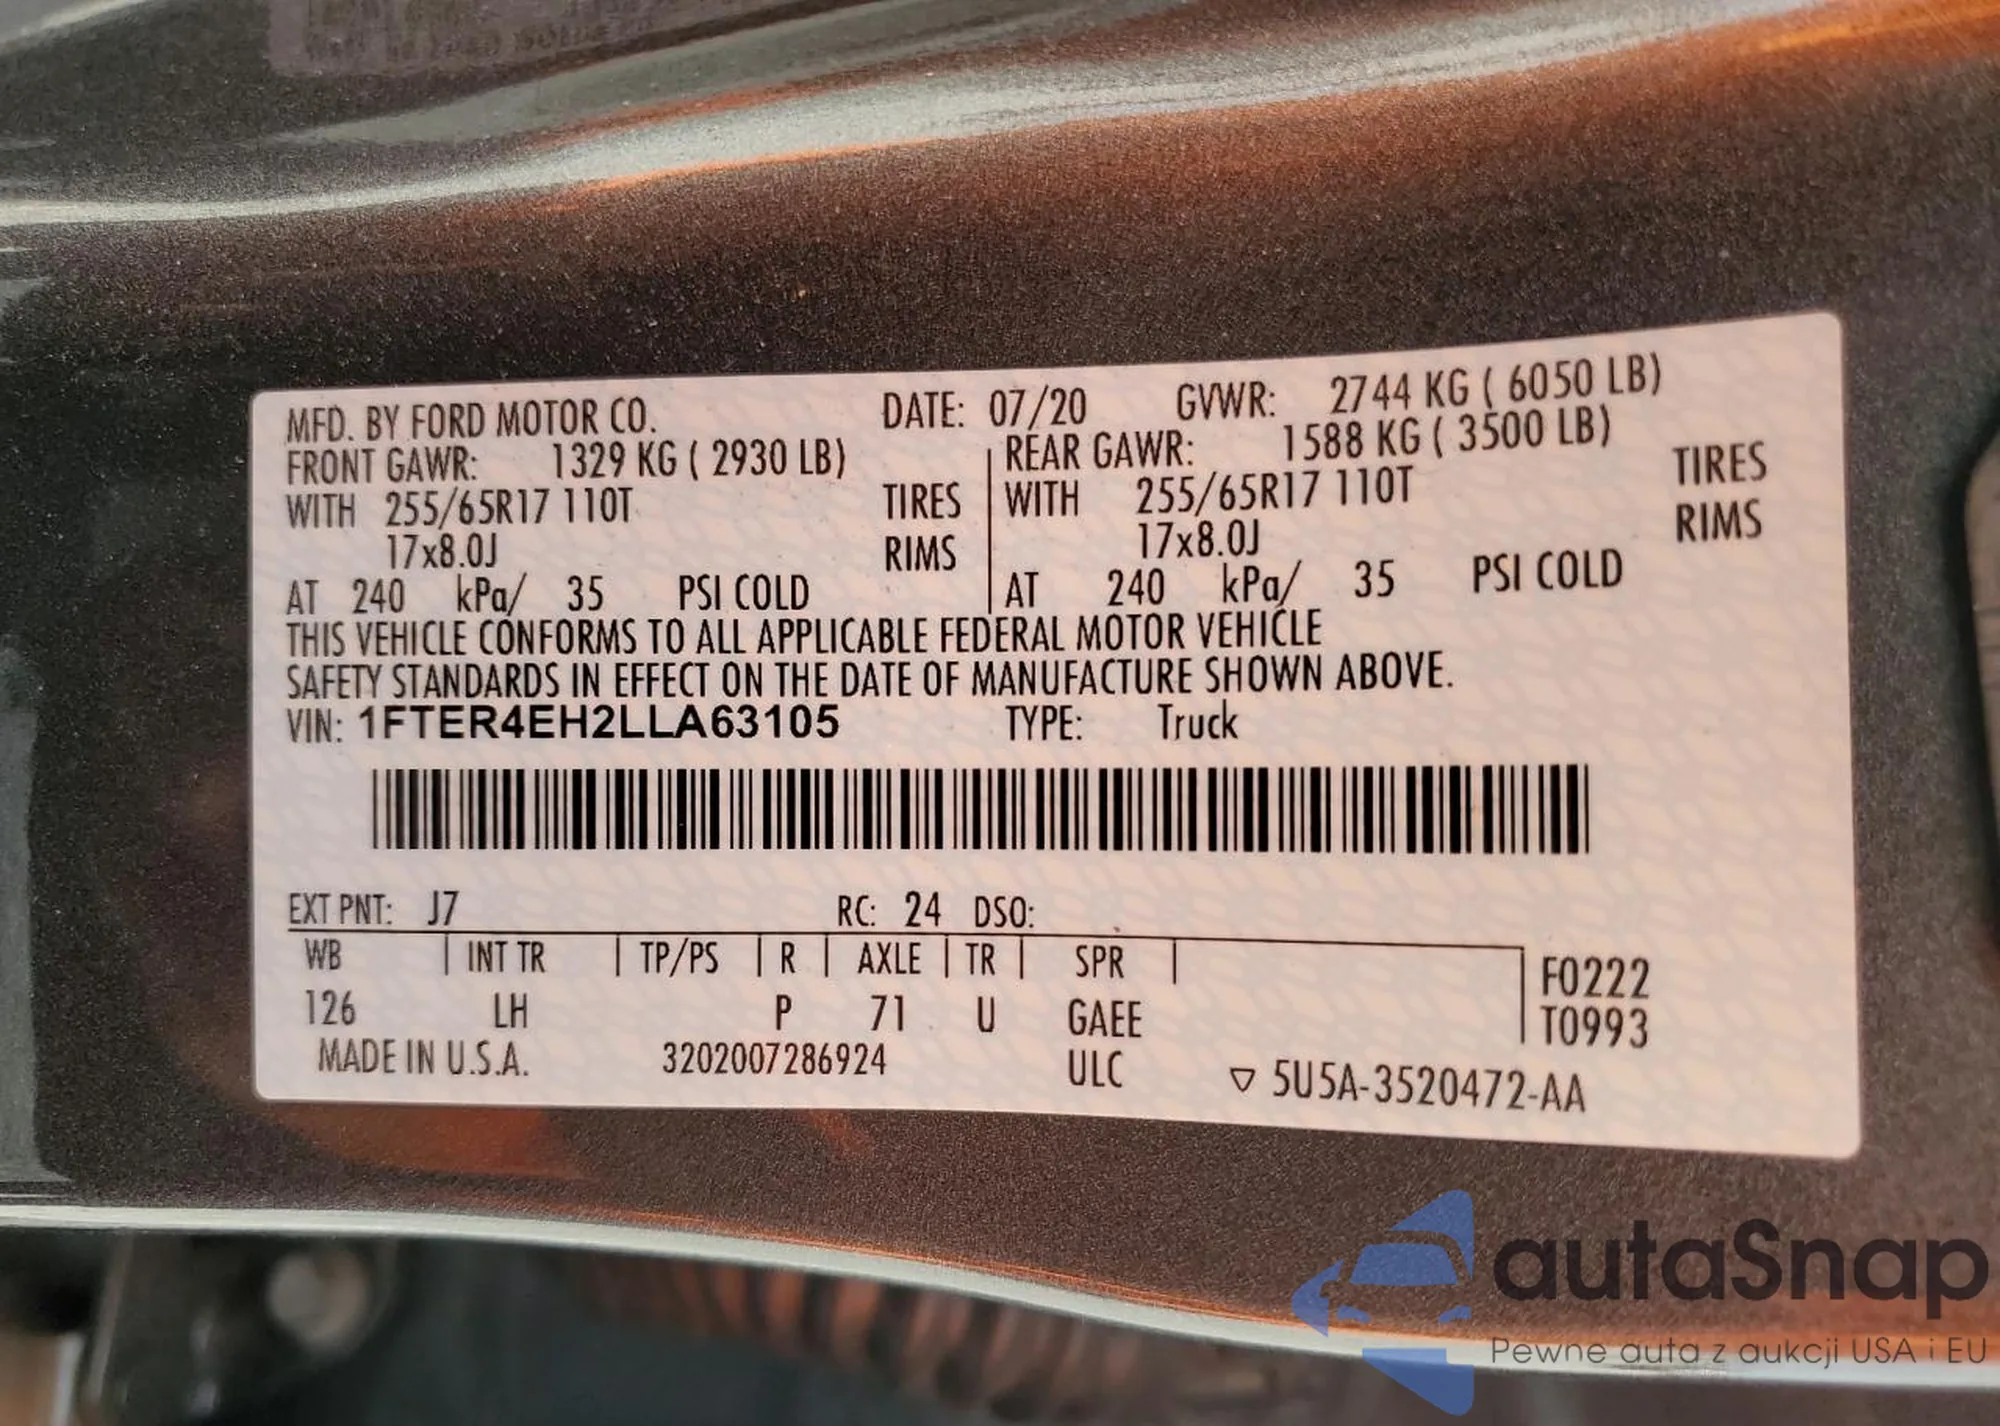 MFD. BY FORD MOTOR CO. DATE: 07/20 GVWR: 2744 KG ( 6050 LB)
FRONT GAWR: 1329 KG ( 2930 LB) REAR GAWR: 1588 KG ( 3500 LB)
WITH 255/65R17 110T TIRES WITH 255/65R17 110T TIRES
17x8.0J RIMS 17x8.0J RIMS
AT 240 kPa/ 35 PSI COLD AT 240 kPa/ 35 PSI COLD
THIS VEHICLE CONFORMS TO ALL APPLICABLE FEDERAL MOTOR VEHICLE
SAFETY STANDARDS IN EFFECT ON THE DATE OF MANUFACTURE SHOWN ABOVE.
VIN: 1FTER4EH2LLA63105 TYPE: Truck
EXT PNT: J7 RC: 24 DSO:
WB INT TR TP/PS R AXLE TR SPR F0222
126 LH P 71 U GAEE T0993
MADE IN U.S.A. 3202007286924 ULC ▽ 5U5A-3520472-AA
autaSnap
Pewne auta z aukcji USA i EU